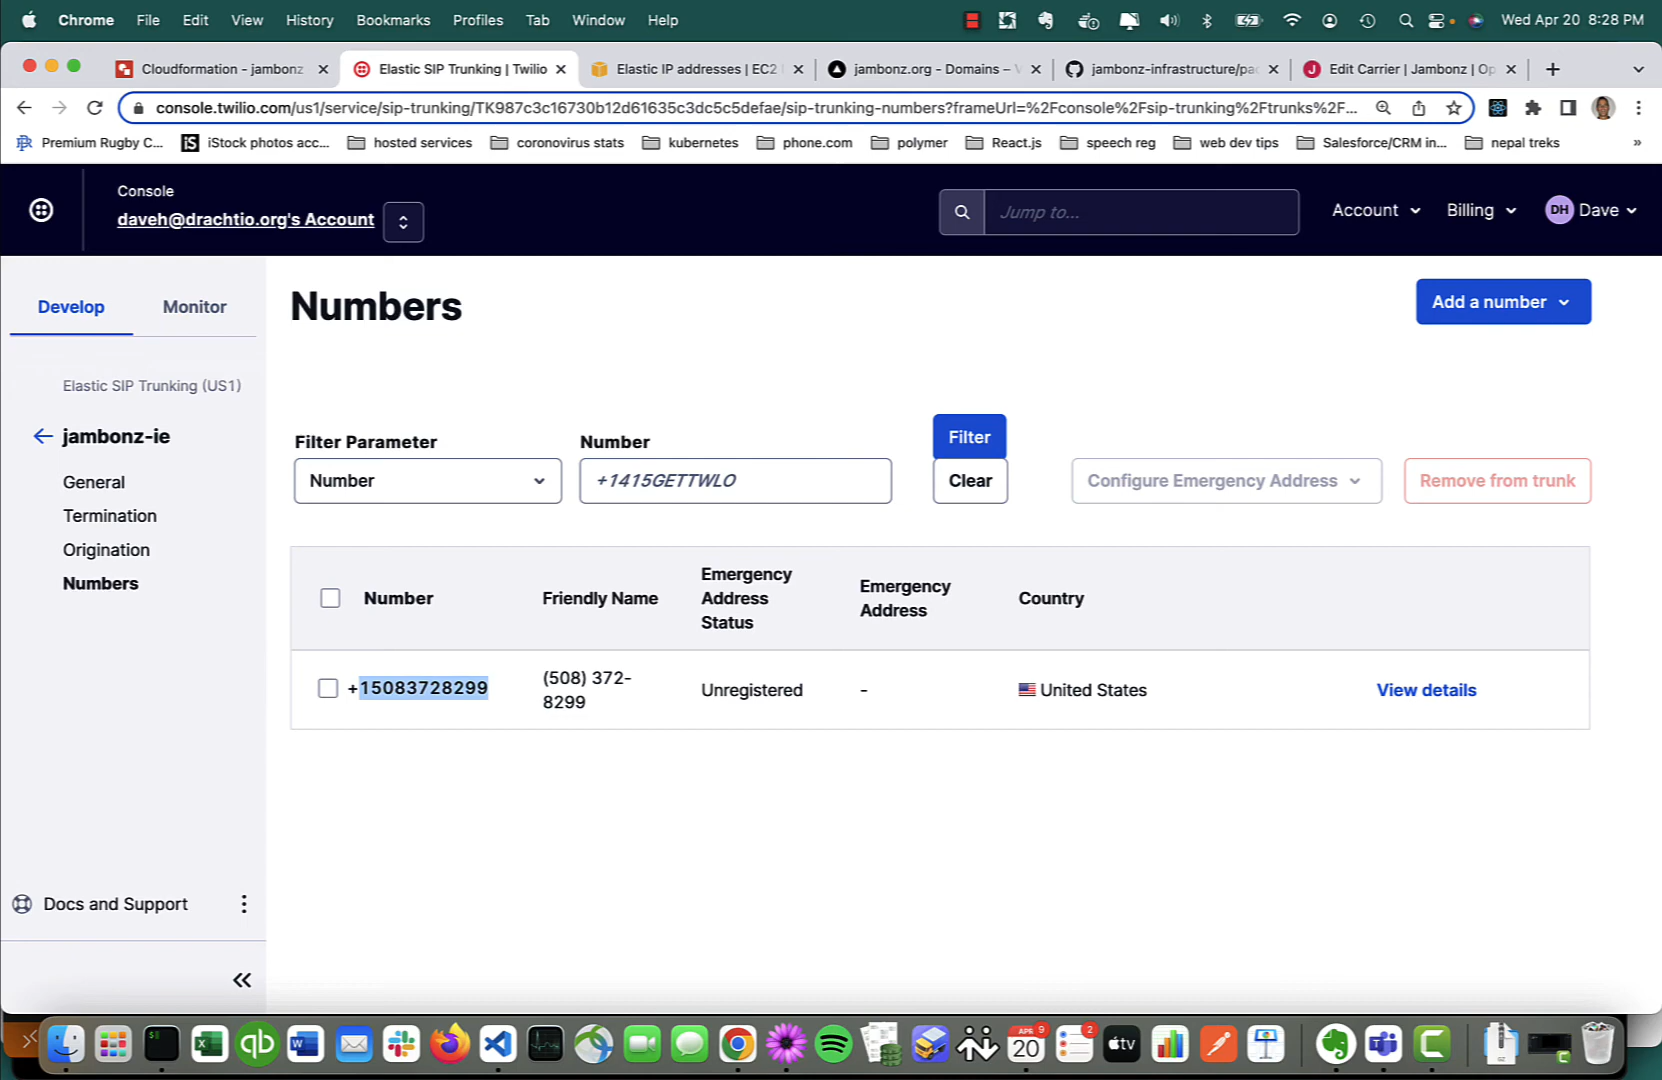 Chrome File Edit View History Bookmarks Profiles Tab Window Help Wed Apr 20 8:28 PM
Cloudformation - jambonz Elastic SIP Trunking | Twilio Elastic IP addresses | EC2 jambonz.org - Domains – jambonz-infrastructure/pac Edit Carrier | Jambonz | Op
console.twilio.com/us1/service/sip-trunking/TK987c3c16730b12d61635c3dc5c5defae/sip-trunking-numbers?frameUrl=%2Fconsole%2Fsip-trunking%2Ftrunks%2F...
Premium Rugby C... iS iStock photos acc... hosted services coronovirus stats kubernetes phone.com polymer React.js speech reg web dev tips Salesforce/CRM in... nepal treks »
Console
daveh@drachtio.org's Account
Jump to...
Account Billing DH Dave
Develop Monitor
Numbers
Add a number
Elastic SIP Trunking (US1)
jambonz-ie
General
Termination
Origination
Numbers
Filter Parameter Number Filter
Number +1415GETTWLO Clear Configure Emergency Address Remove from trunk
Number Friendly Name Emergency Address Status Emergency Address Country
+15083728299 (508) 372-8299 Unregistered - United States View details
Docs and Support
APR 9
20
2
tv